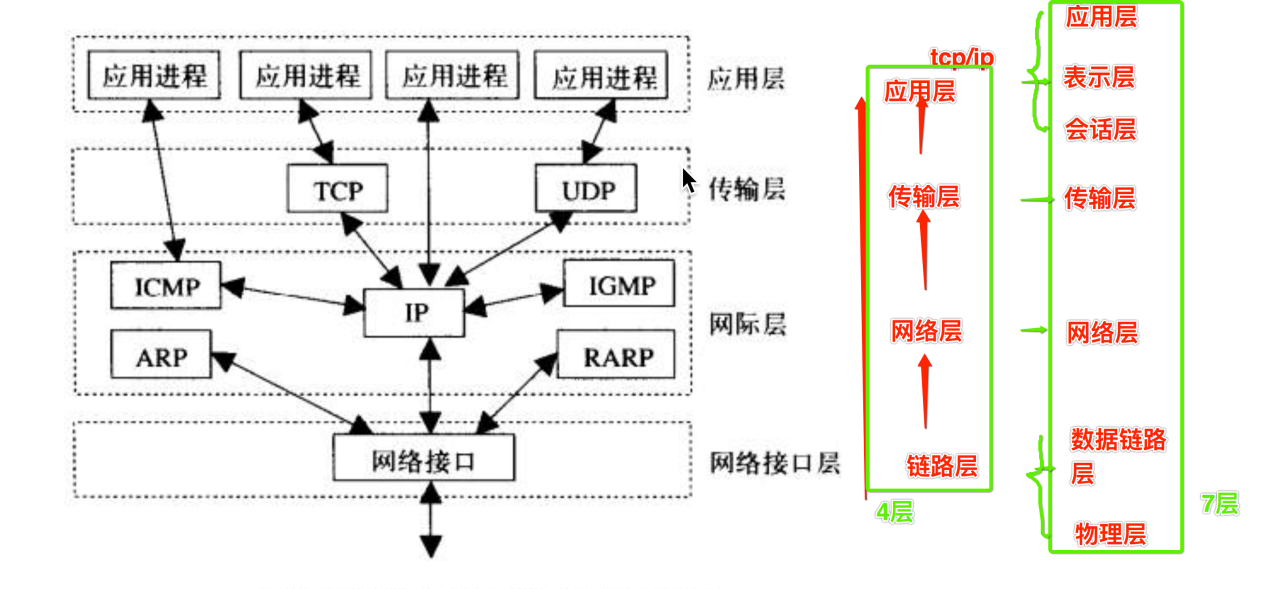 应用进程 应用进程 应用进程 应用进程 应用层
TCP UDP 传输层
ICMP IP IGMP
ARP RARP 网际层
网络接口 网络接口层
tcp/ip
应用层
传输层
网络层
链路层
4层
应用层
表示层
会话层
传输层
网络层
数据链路
层
物理层
7层